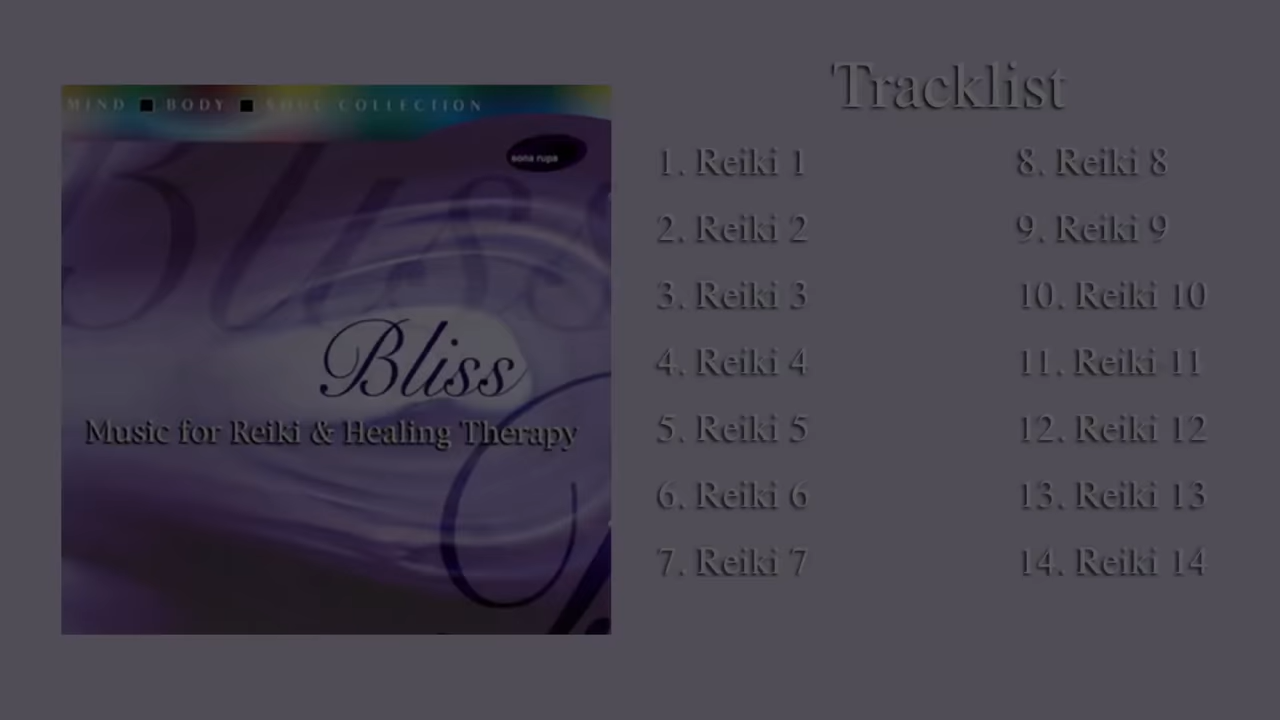 MIND ■ BODY ■ SOUL COLLECTION
sona rupa
Bliss
Bliss
Music for Reiki & Healing Therapy
Tracklist
1. Reiki 1
2. Reiki 2
3. Reiki 3
4. Reiki 4
5. Reiki 5
6. Reiki 6
7. Reiki 7
8. Reiki 8
9. Reiki 9
10. Reiki 10
11. Reiki 11
12. Reiki 12
13. Reiki 13
14. Reiki 14